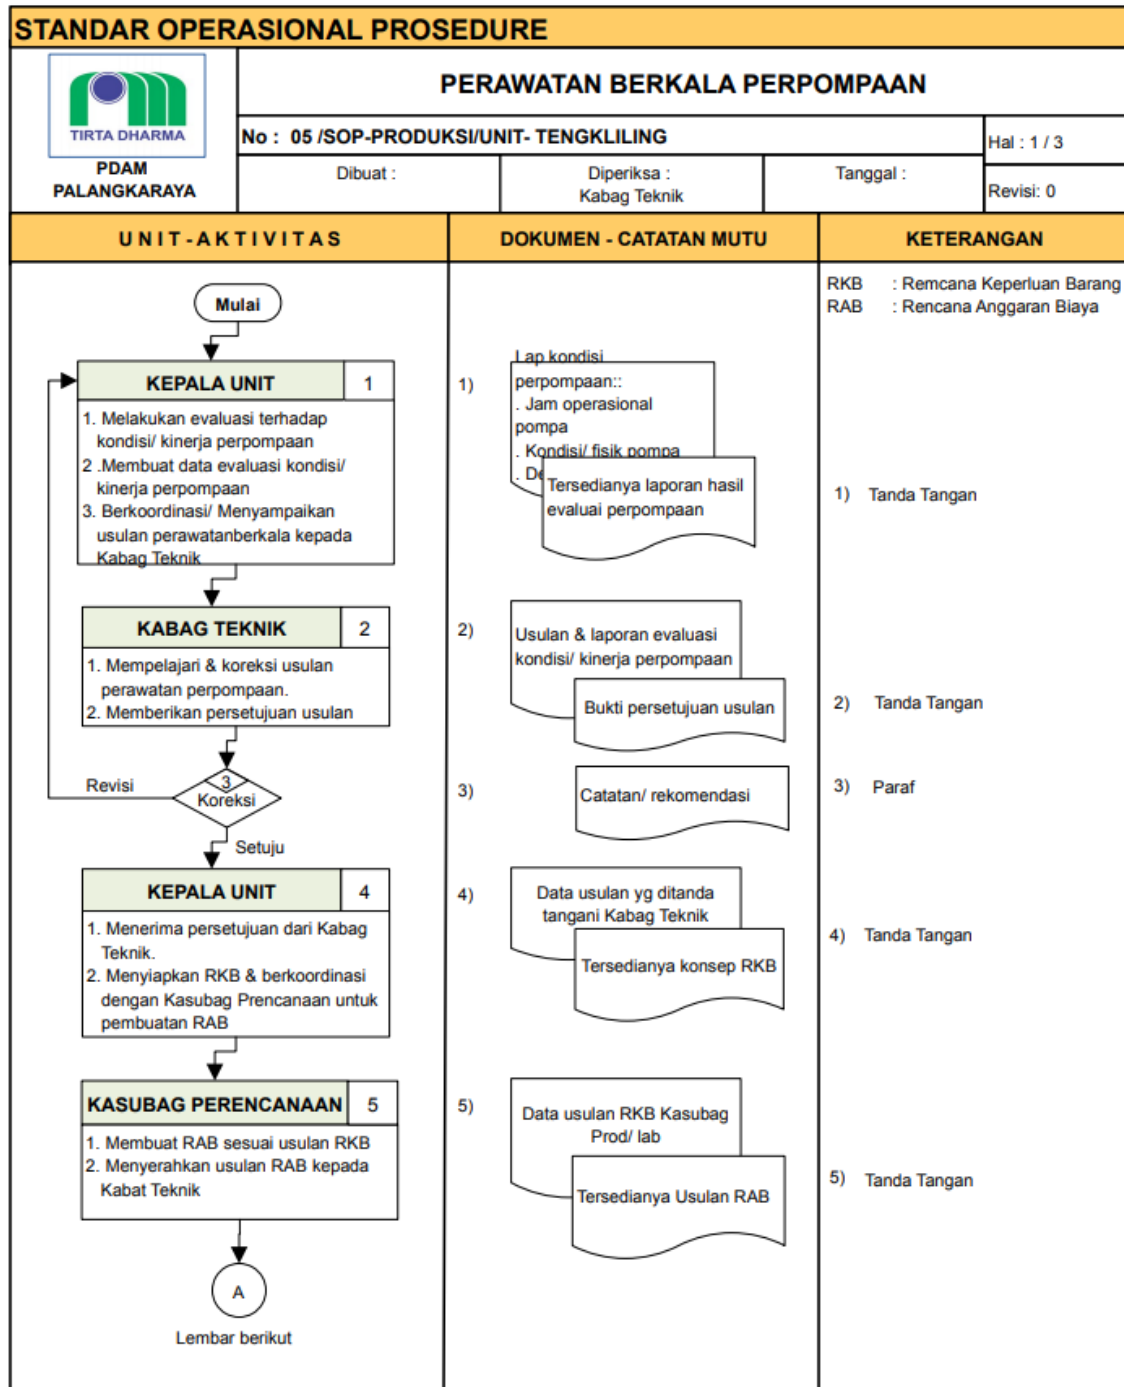 STANDAR OPERASIONAL PROSEDURE
TIRTA DHARMA
PDAM
PALANGKARAYA
PERAWATAN BERKALA PERPOMPAAN
No : 05 /SOP-PRODUKSI/UNIT- TENGKLILING
Hal : 1 / 3
Dibuat :
Diperiksa :
Kabag Teknik
Tanggal :
Revisi: 0
UNIT-AKTIVITAS
DOKUMEN - CATATAN MUTU
KETERANGAN
RKB : Remcana Keperluan Barang
RAB : Rencana Anggaran Biaya
Mulai
KEPALA UNIT 1
1. Melakukan evaluasi terhadap
kondisi/ kinerja perpompaan
2 .Membuat data evaluasi kondisi/
kinerja perpompaan
3. Berkoordinasi/ Menyampaikan
usulan perawatanberkala kepada
Kabag Teknik
1)
Lap kondisi
perpompaan::
. Jam operasional
pompa
. Kondisi/ fisik pompa
. De
Tersedianya laporan hasil
evaluai perpompaan
1) Tanda Tangan
KABAG TEKNIK 2
1. Mempelajari & koreksi usulan
perawatan perpompaan.
2. Memberikan persetujuan usulan
2)
Usulan & laporan evaluasi
kondisi/ kinerja perpompaan
Bukti persetujuan usulan
2) Tanda Tangan
Revisi
3
Koreksi
Setuju
3)
Catatan/ rekomendasi
3) Paraf
KEPALA UNIT 4
1. Menerima persetujuan dari Kabag
Teknik.
2. Menyiapkan RKB & berkoordinasi
dengan Kasubag Prencanaan untuk
pembuatan RAB
4)
Data usulan yg ditanda
tangani Kabag Teknik
Tersedianya konsep RKB
4) Tanda Tangan
KASUBAG PERENCANAAN 5
1. Membuat RAB sesuai usulan RKB
2. Menyerahkan usulan RAB kepada
Kabat Teknik
5)
Data usulan RKB Kasubag
Prod/ lab
Tersedianya Usulan RAB
5) Tanda Tangan
A
Lembar berikut